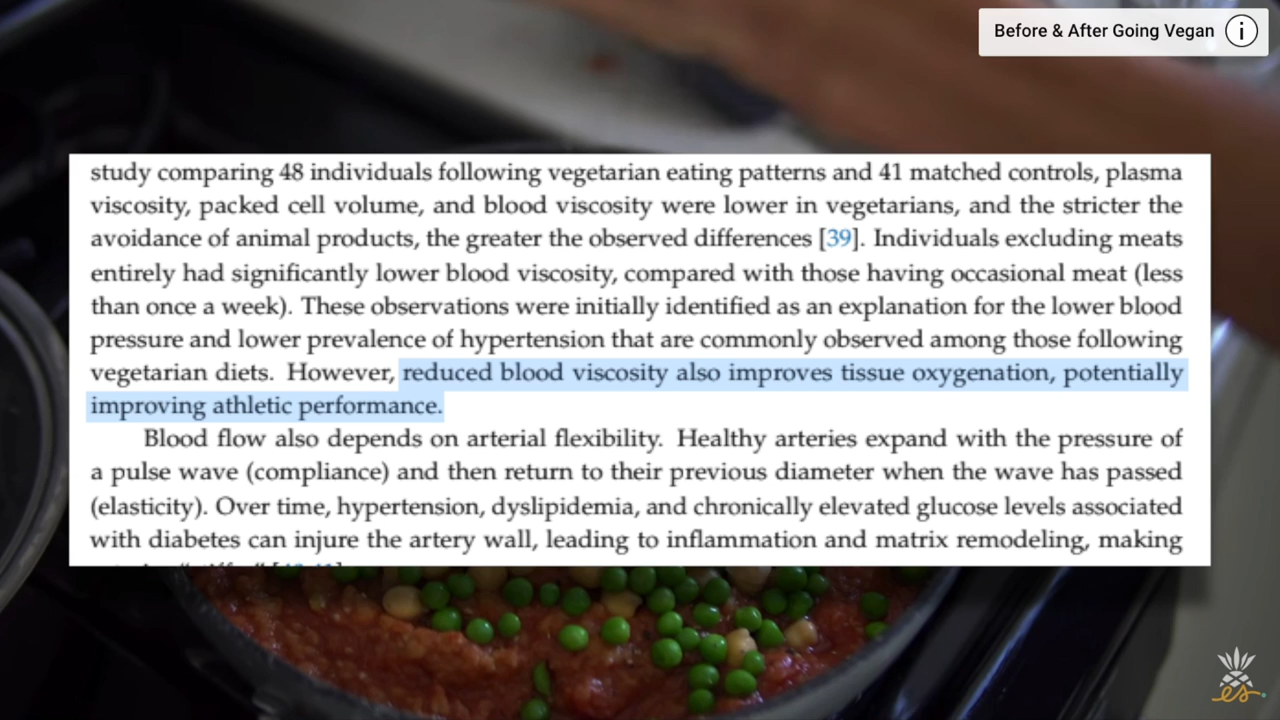 Before & After Going Vegan
study comparing 48 individuals following vegetarian eating patterns and 41 matched controls, plasma
viscosity, packed cell volume, and blood viscosity were lower in vegetarians, and the stricter the
avoidance of animal products, the greater the observed differences [39]. Individuals excluding meats
entirely had significantly lower blood viscosity, compared with those having occasional meat (less
than once a week). These observations were initially identified as an explanation for the lower blood
pressure and lower prevalence of hypertension that are commonly observed among those following
vegetarian diets. However, reduced blood viscosity also improves tissue oxygenation, potentially
improving athletic performance.
Blood flow also depends on arterial flexibility. Healthy arteries expand with the pressure of
a pulse wave (compliance) and then return to their previous diameter when the wave has passed
(elasticity). Over time, hypertension, dyslipidemia, and chronically elevated glucose levels associated
with diabetes can injure the artery wall, leading to inflammation and matrix remodeling, making
es